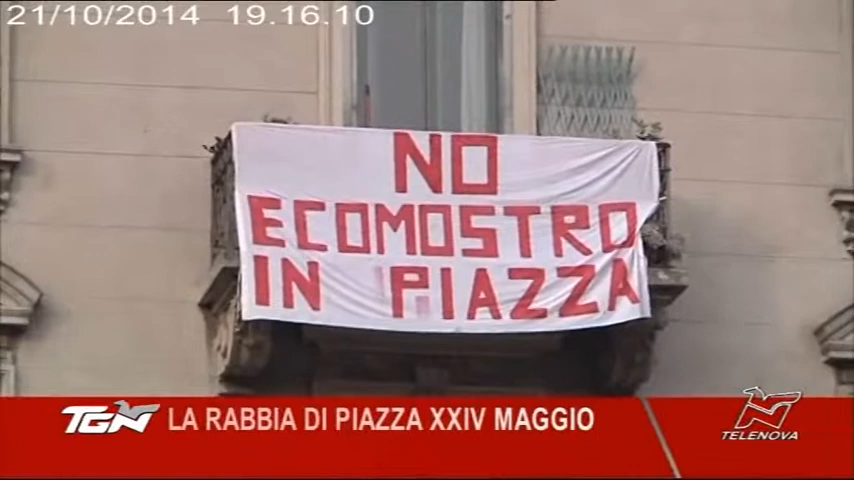 21/10/2014 19.16.10
NO
ECOMOSTRO
IN PIAZZA
TGN LA RABBIA DI PIAZZA XXIV MAGGIO
TELENOVA